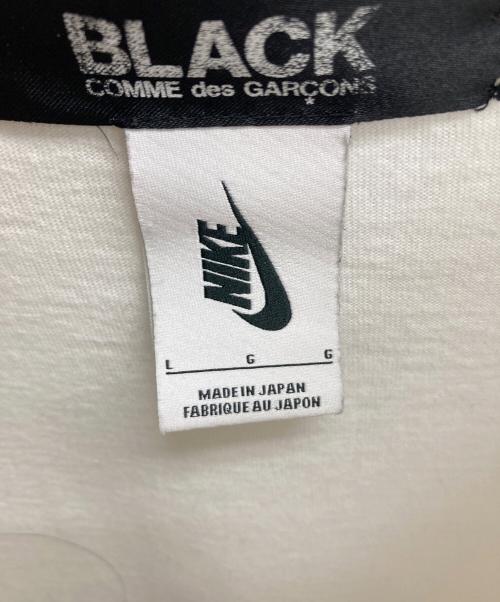 BLACK
COMME des GARÇONS
NIKE
L G G
MADE IN JAPAN
FABRIQUE AU JAPON